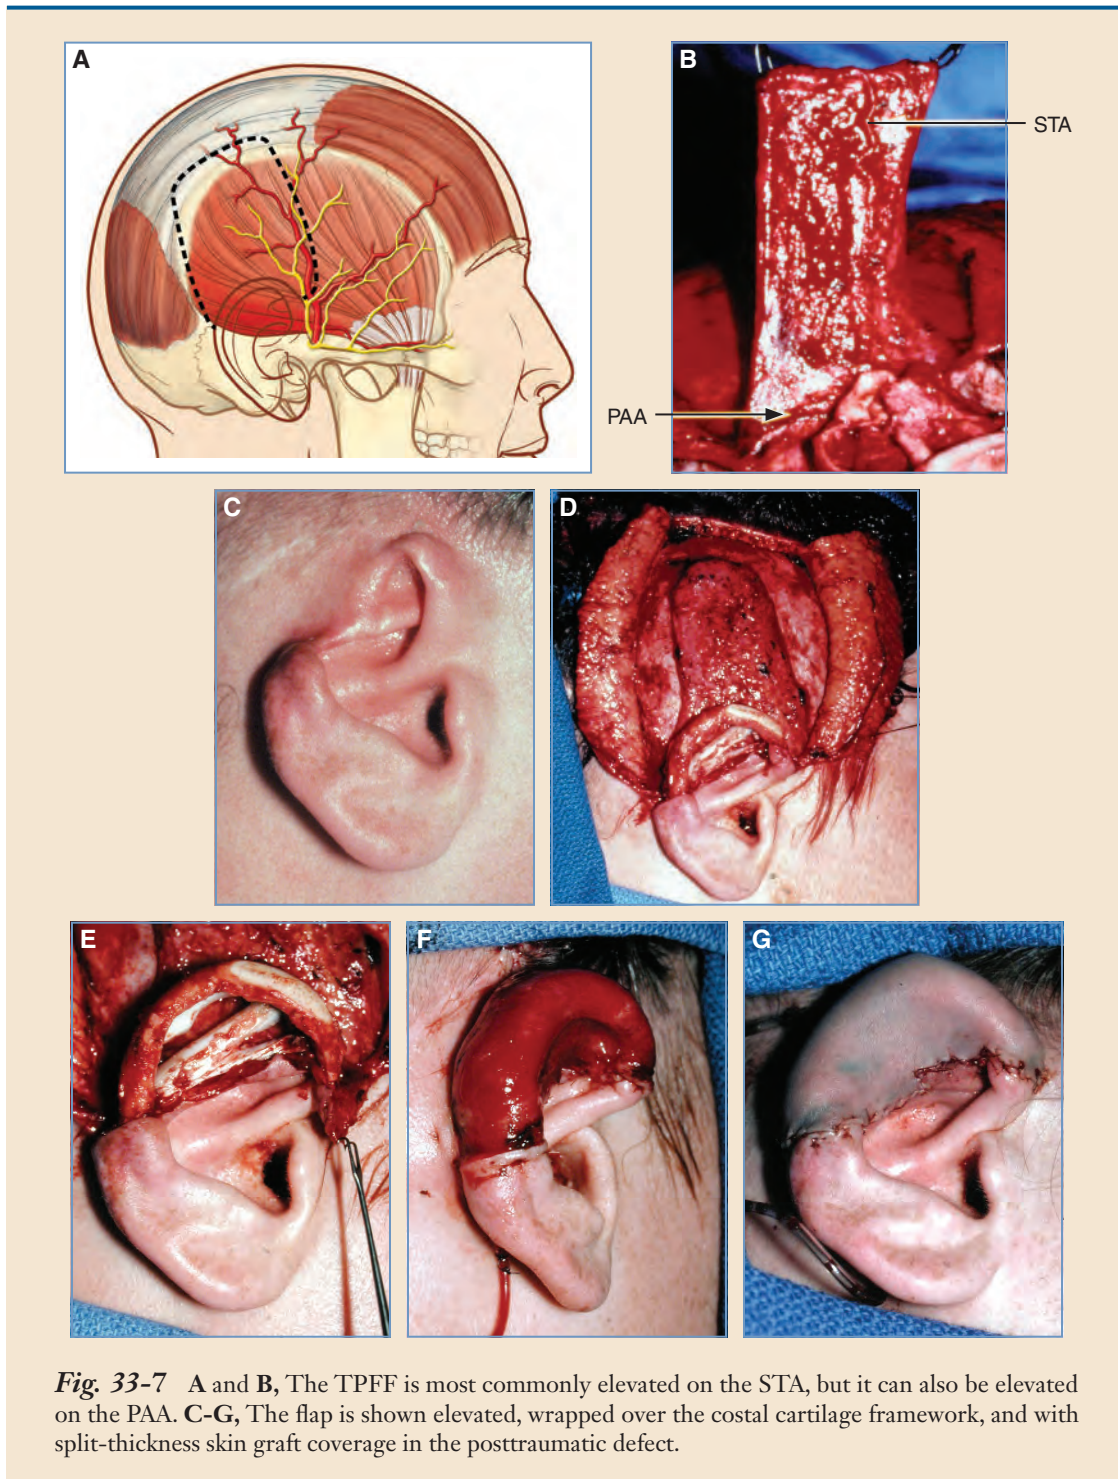 A
B
STA
PAA
C
D
E
F
G
Fig. 33-7 A and B, The TPFF is most commonly elevated on the STA, but it can also be elevated
on the PAA. C-G, The flap is shown elevated, wrapped over the costal cartilage framework, and with
split-thickness skin graft coverage in the posttraumatic defect.